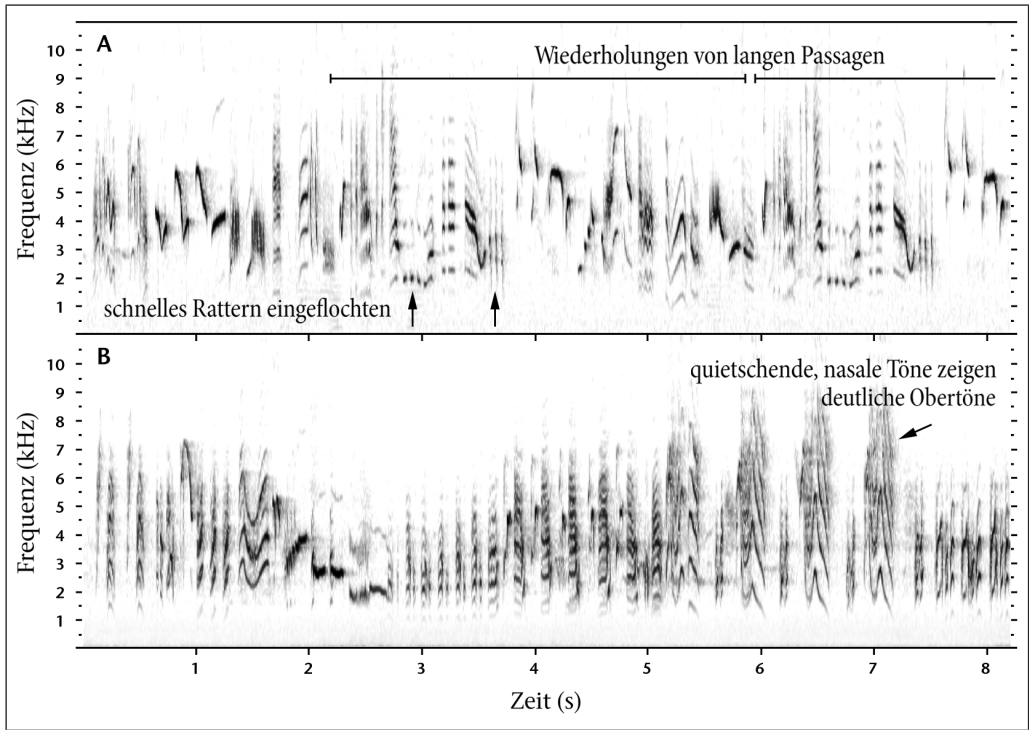 A
Wiederholungen von langen Passagen
10
9
8
7
6
5
4
3
2
1
Frequenz (kHz)
schnelles Rattern eingeflochten
B
quietschende, nasale Töne zeigen
deutliche Obertöne
10
9
8
7
6
5
4
3
2
1
Frequenz (kHz)
1 2 3 4 5 6 7 8
Zeit (s)